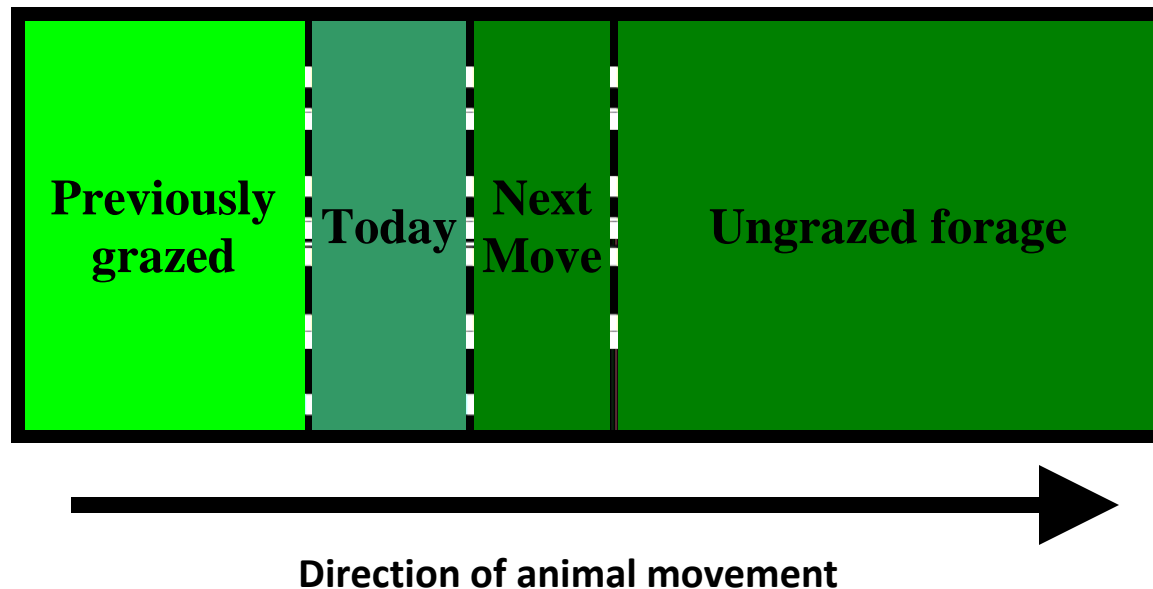 Previously
grazed
Today
Next
Move
Ungrazed forage
Direction of animal movement